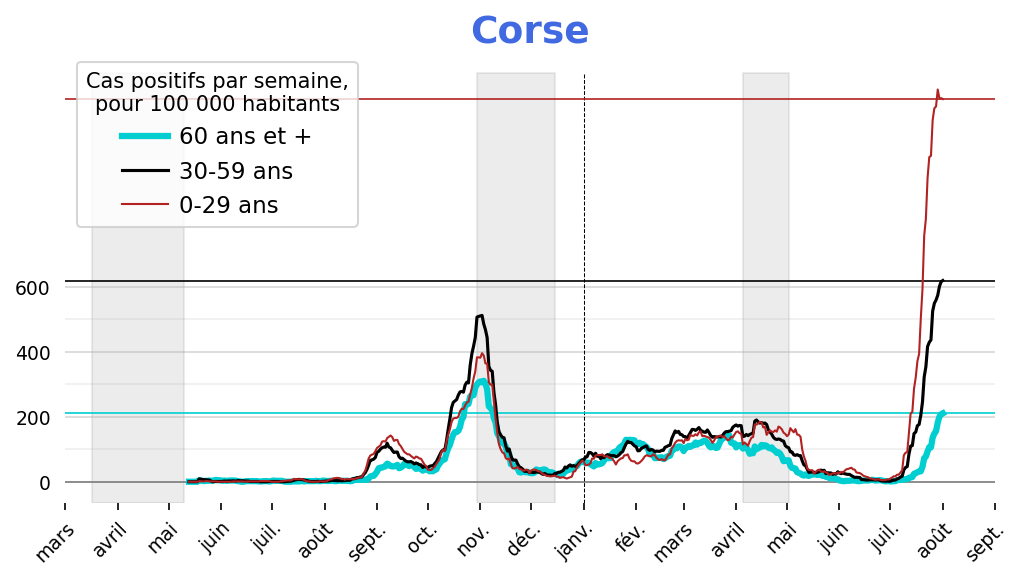 Corse
Cas positifs par semaine,
pour 100 000 habitants
60 ans et +
30-59 ans
0-29 ans
600
400
200
0
mars avril mai juin juil. août sept. oct. nov. déc. janv. fév. mars avril mai juin juil. août sept.